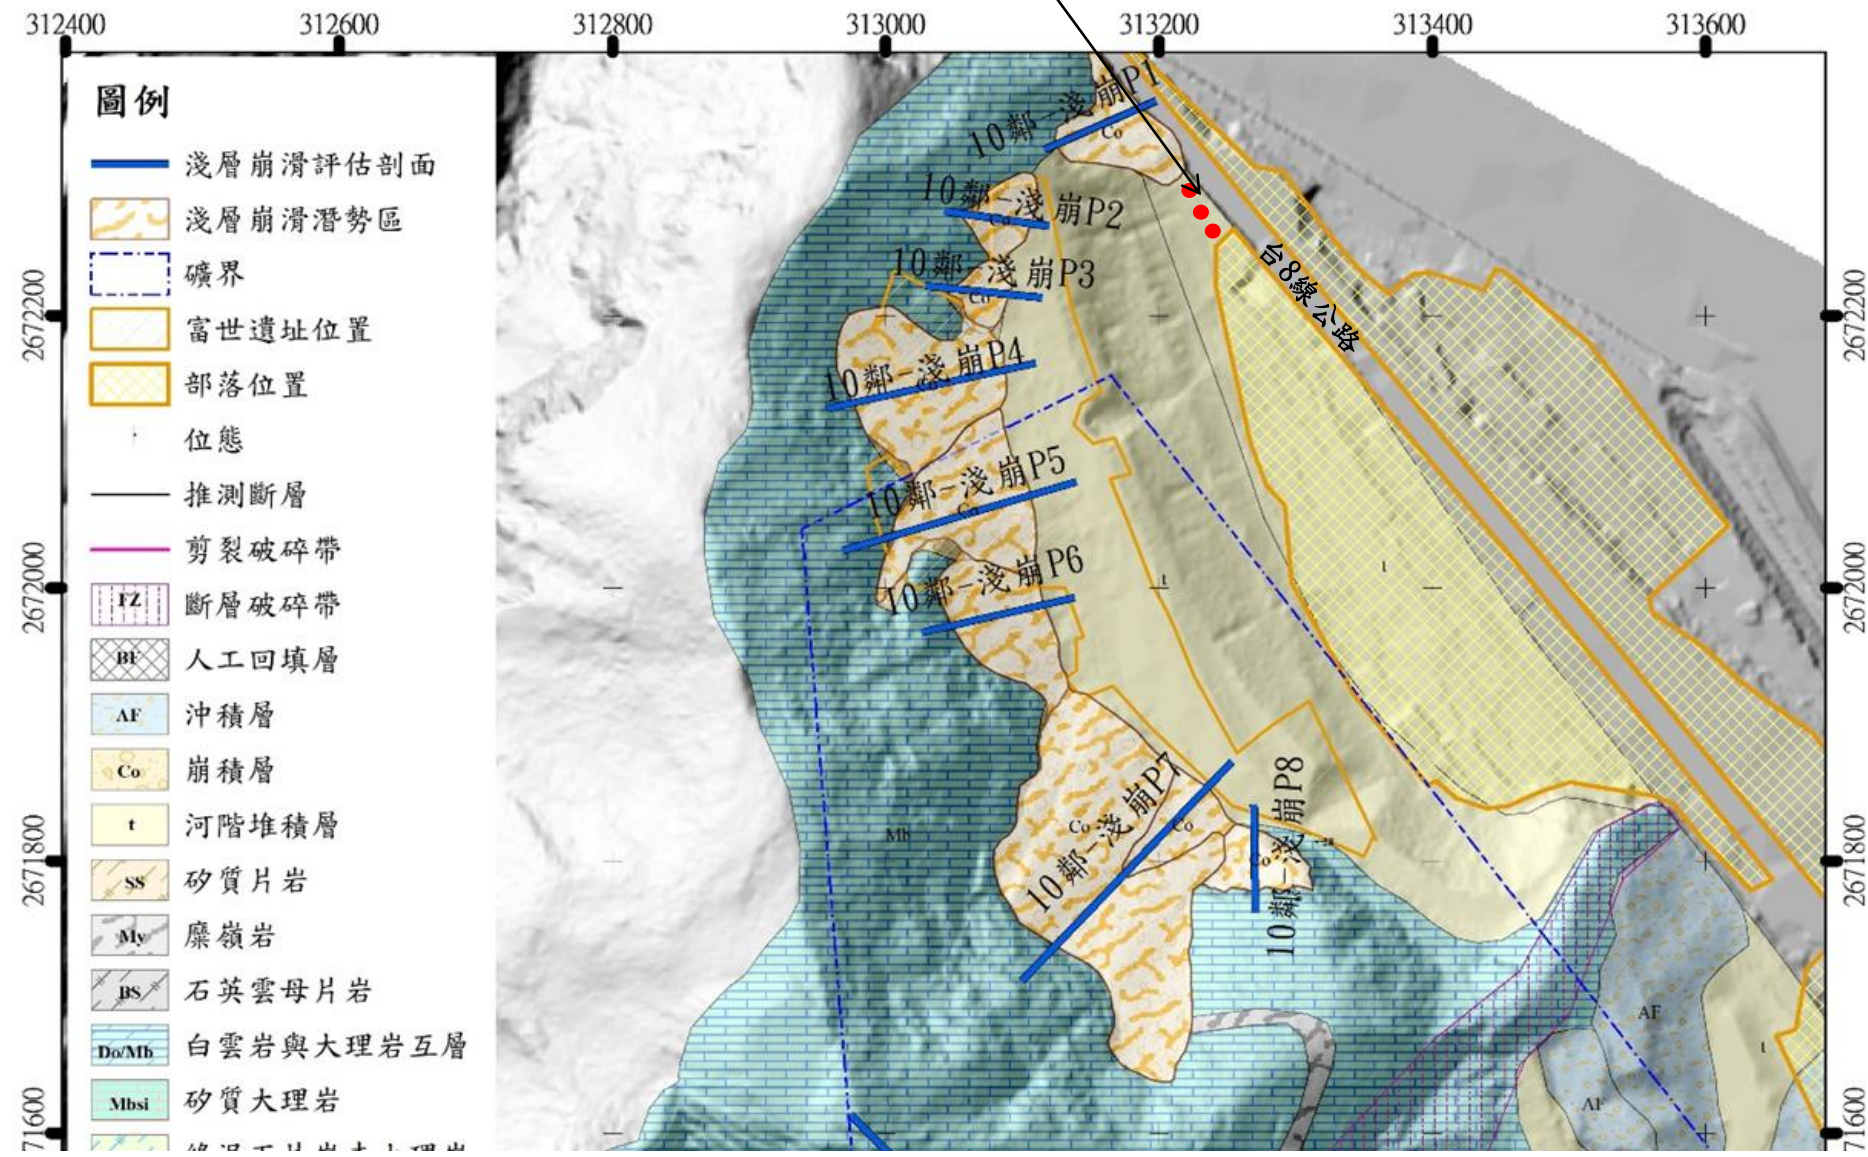 312400 312600 312800 313000 313200 313400 313600
圖例
淺層崩滑評估剖面
淺層崩滑潛勢區
礦界
富世遺址位置
部落位置
位態
推測斷層
剪裂破碎帶
FZ 斷層破碎帶
BF 人工回填層
AF 沖積層
Co 崩積層
t 河階堆積層
SS 矽質片岩
My 糜嶺岩
BS 石英雲母片岩
Do/Mb 白雲岩與大理岩互層
Mbsi 矽質大理岩
10鄰-淺崩P1
Co
10鄰-淺崩P2
Co
10鄰-淺崩P3
Co
10鄰-淺崩P4
10鄰-淺崩P5
Co
10鄰-淺崩P6
10鄰-淺崩P7
Co
Co
10鄰-淺崩P8
Co
台8線公路
t
t
Mb
AF
AF
t
2672200
2672000
2671800
71600
2672200
2672000
2671800
71600